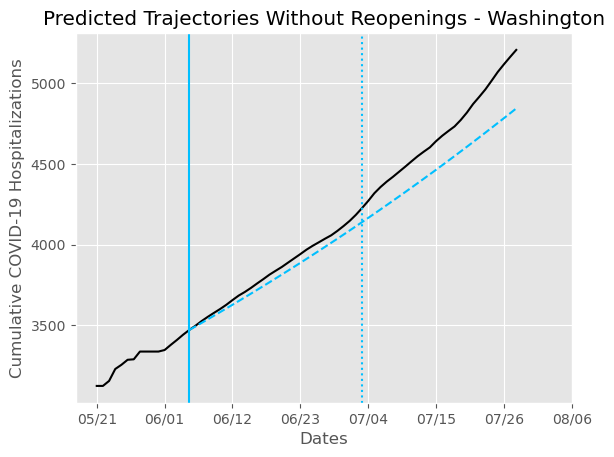 Predicted Trajectories Without Reopenings - Washington
Cumulative COVID-19 Hospitalizations
5000
4500
4000
3500
05/21 06/01 06/12 06/23 07/04 07/15 07/26 08/06
Dates